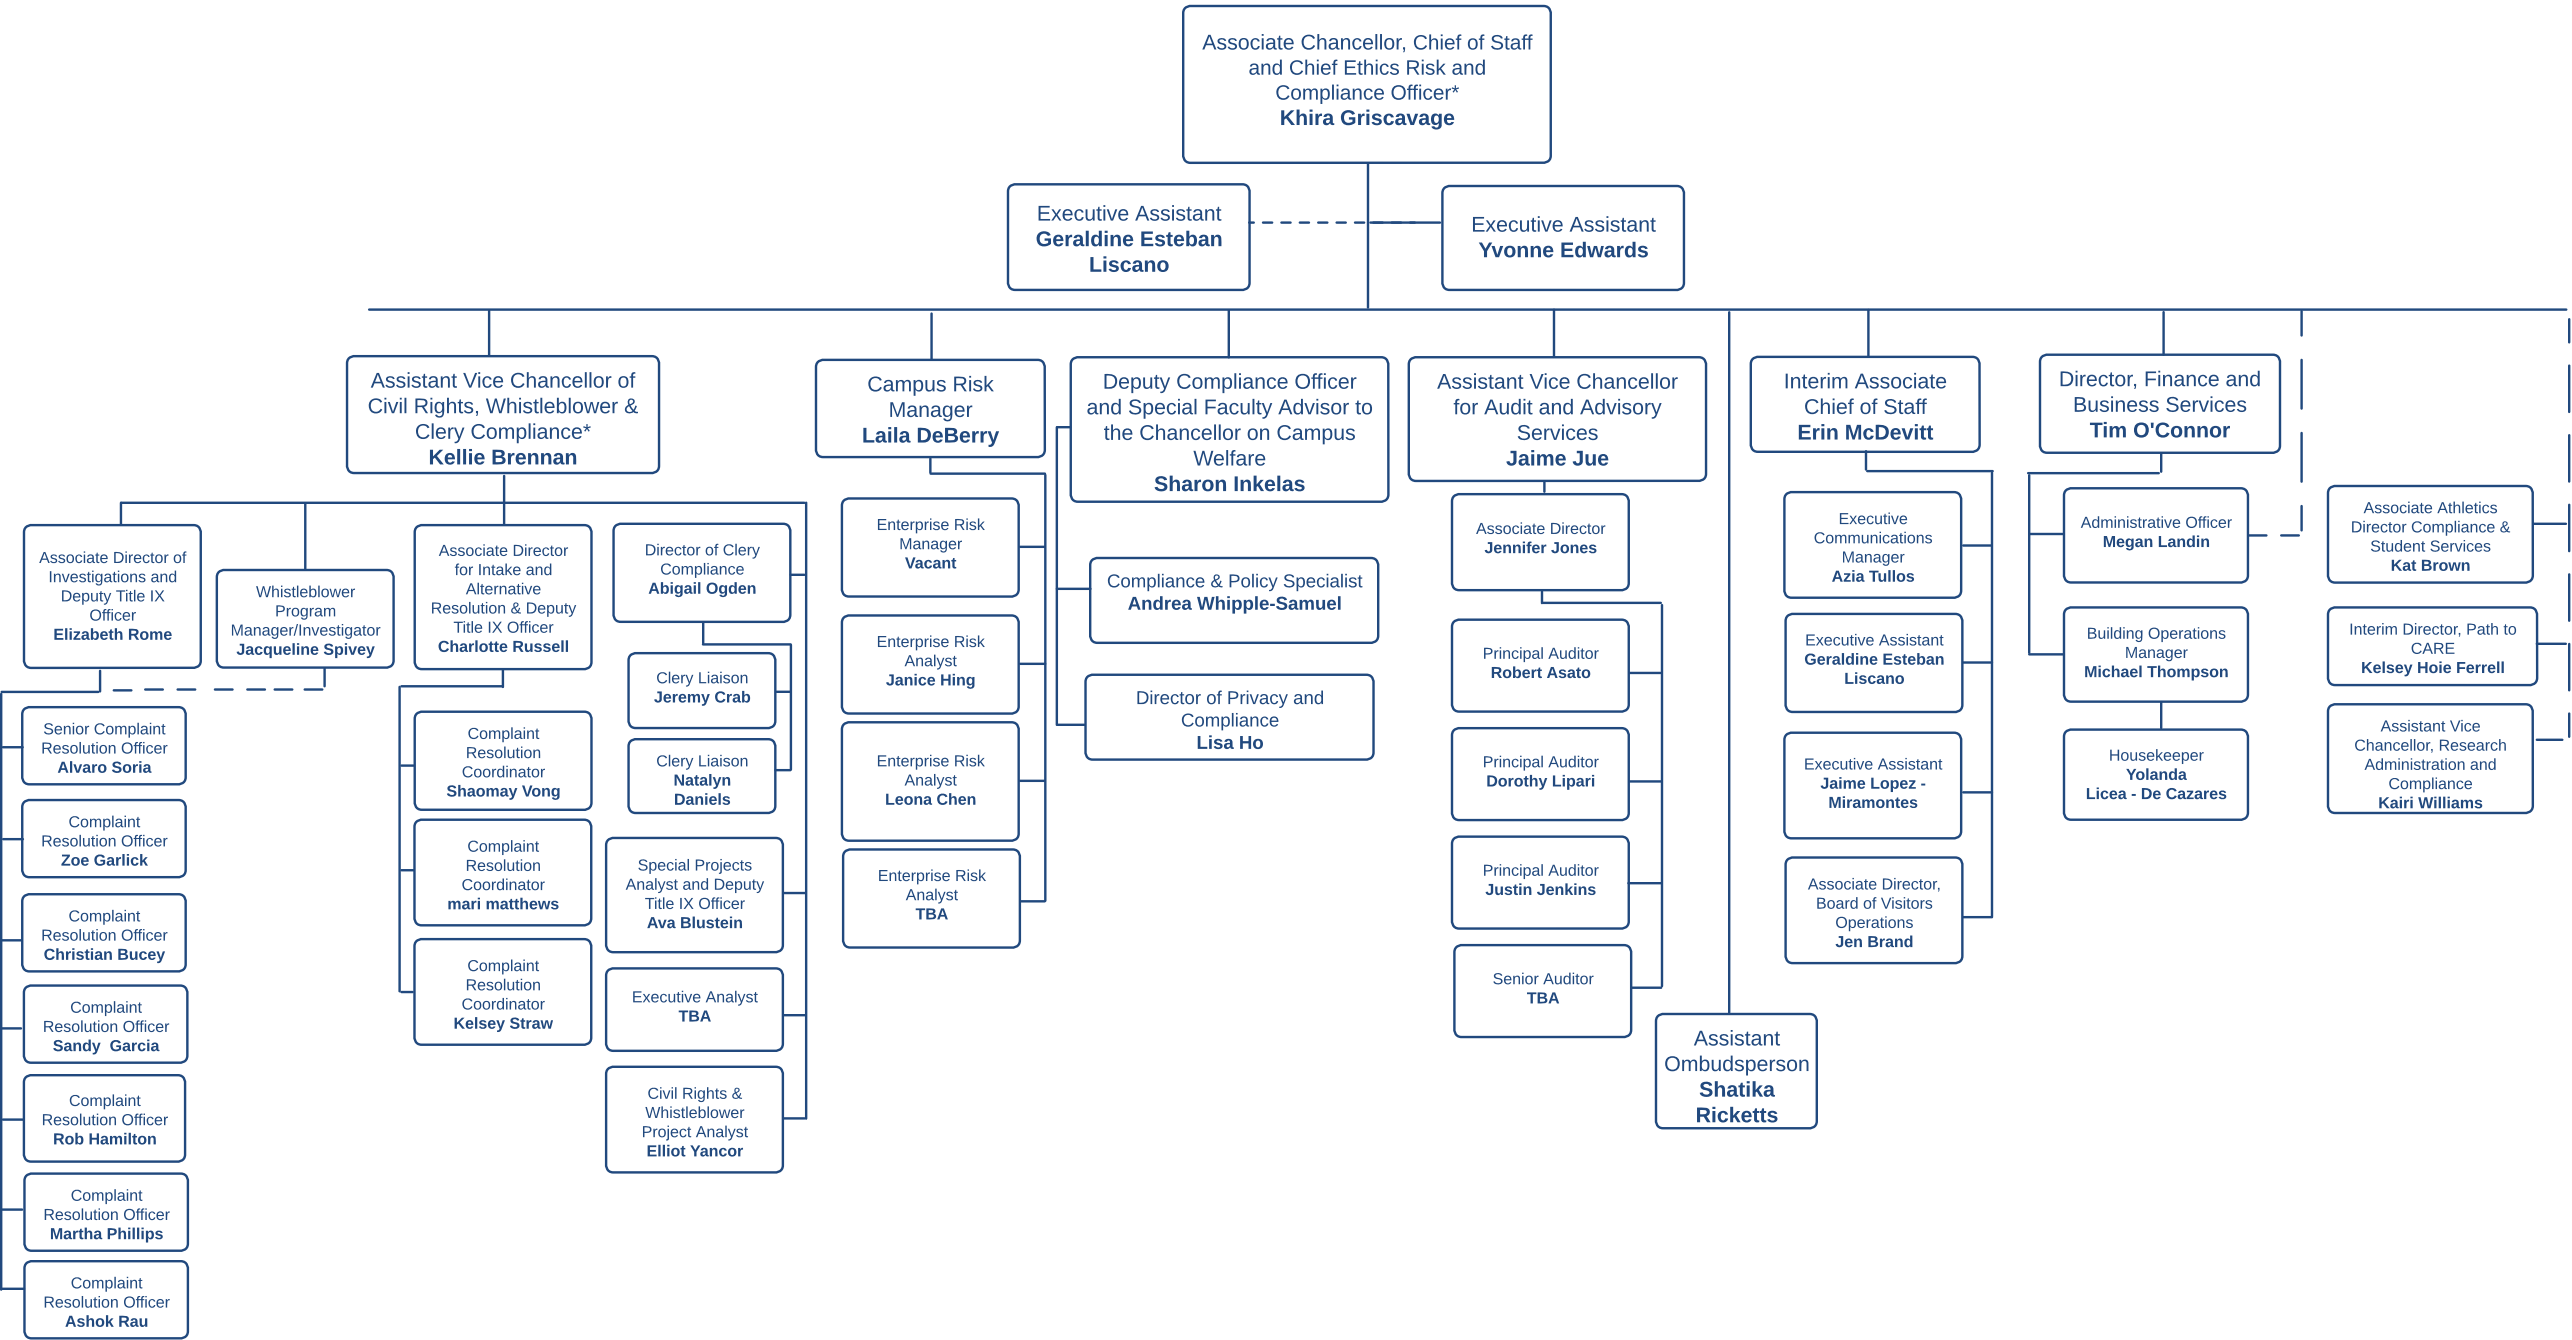 Associate Chancellor, Chief of Staff
and Chief Ethics Risk and
Compliance Officer*
Khira Griscavage
Executive Assistant
Geraldine Esteban
Liscano
Executive Assistant
Yvonne Edwards
Assistant Vice Chancellor of
Civil Rights, Whistleblower &
Clery Compliance*
Kellie Brennan
Campus Risk
Manager
Laila DeBerry
Deputy Compliance Officer
and Special Faculty Advisor to
the Chancellor on Campus
Welfare
Sharon Inkelas
Assistant Vice Chancellor
for Audit and Advisory
Services
Jaime Jue
Interim Associate
Chief of Staff
Erin McDevitt
Director, Finance and
Business Services
Tim O'Connor
Associate Director of
Investigations and
Deputy Title IX
Officer
Elizabeth Rome
Whistleblower
Program
Manager/Investigator
Jacqueline Spivey
Associate Director
for Intake and
Alternative
Resolution & Deputy
Title IX Officer
Charlotte Russell
Director of Clery
Compliance
Abigail Ogden
Clery Liaison
Jeremy Crab
Clery Liaison
Natalyn
Daniels
Special Projects
Analyst and Deputy
Title IX Officer
Ava Blustein
Executive Analyst
TBA
Civil Rights &
Whistleblower
Project Analyst
Elliot Yancor
Senior Complaint
Resolution Officer
Alvaro Soria
Complaint
Resolution Officer
Zoe Garlick
Complaint
Resolution Officer
Christian Bucey
Complaint
Resolution Officer
Sandy  Garcia
Complaint
Resolution Officer
Rob Hamilton
Complaint
Resolution Officer
Martha Phillips
Complaint
Resolution Officer
Ashok Rau
Complaint
Resolution
Coordinator
Shaomay Vong
Complaint
Resolution
Coordinator
mari matthews
Complaint
Resolution
Coordinator
Kelsey Straw
Enterprise Risk
Manager
Vacant
Enterprise Risk
Analyst
Janice Hing
Enterprise Risk
Analyst
Leona Chen
Enterprise Risk
Analyst
TBA
Compliance & Policy Specialist
Andrea Whipple-Samuel
Director of Privacy and
Compliance
Lisa Ho
Associate Director
Jennifer Jones
Principal Auditor
Robert Asato
Principal Auditor
Dorothy Lipari
Principal Auditor
Justin Jenkins
Senior Auditor
TBA
Assistant
Ombudsperson
Shatika
Ricketts
Executive
Communications
Manager
Azia Tullos
Executive Assistant
Geraldine Esteban
Liscano
Executive Assistant
Jaime Lopez -
Miramontes
Associate Director,
Board of Visitors
Operations
Jen Brand
Administrative Officer
Megan Landin
Building Operations
Manager
Michael Thompson
Housekeeper
Yolanda
Licea - De Cazares
Associate Athletics
Director Compliance &
Student Services
Kat Brown
Interim Director, Path to
CARE
Kelsey Hoie Ferrell
Assistant Vice
Chancellor, Research
Administration and
Compliance
Kairi Williams